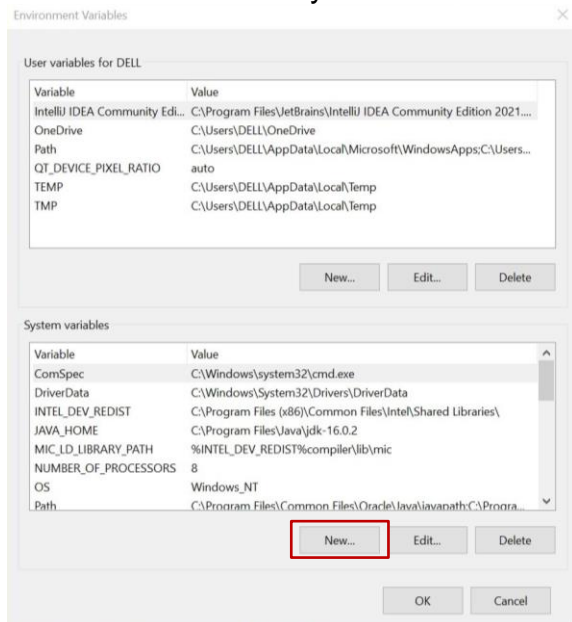 Environment Variables
User variables for DELL
Variable Value
IntelliJ IDEA Community Edi... C:\Program Files\JetBrains\IntelliJ IDEA Community Edition 2021....
OneDrive C:\Users\DELL\OneDrive
Path C:\Users\DELL\AppData\Local\Microsoft\WindowsApps;C:\Users...
QT_DEVICE_PIXEL_RATIO auto
TEMP C:\Users\DELL\AppData\Local\Temp
TMP C:\Users\DELL\AppData\Local\Temp
New... Edit... Delete
System variables
Variable Value
ComSpec C:\Windows\system32\cmd.exe
DriverData C:\Windows\System32\Drivers\DriverData
INTEL_DEV_REDIST C:\Program Files (x86)\Common Files\Intel\Shared Libraries\
JAVA_HOME C:\Program Files\Java\jdk-16.0.2
MIC_LD_LIBRARY_PATH %INTEL_DEV_REDIST%compiler\lib\mic
NUMBER_OF_PROCESSORS 8
OS Windows_NT
Path C:\Program Files\Common Files\Oracle\Java\javapath;C:\Progra...
New... Edit... Delete
OK Cancel